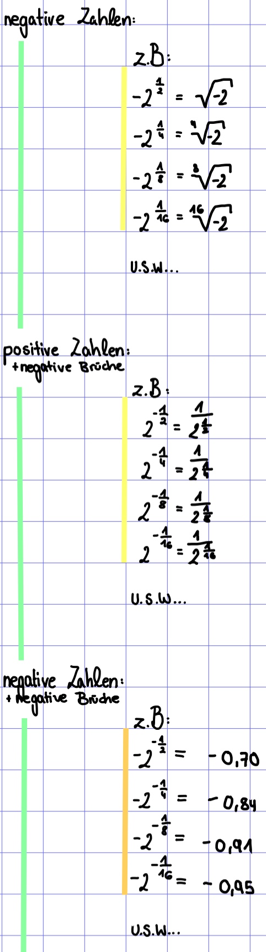 negative Zahlen:
z.B:
-2^{\frac{1}{2}} = \sqrt{-2}
-2^{\frac{1}{4}} = \sqrt[4]{-2}
-2^{\frac{1}{8}} = \sqrt[8]{-2}
-2^{\frac{1}{16}} = \sqrt[16]{-2}
u.s.w...
positive Zahlen:
+negative Brüche
z.B:
2^{-\frac{1}{2}} = \frac{1}{2^{\frac{1}{2}}}
2^{-\frac{1}{4}} = \frac{1}{2^{\frac{1}{4}}}
2^{-\frac{1}{8}} = \frac{1}{2^{\frac{1}{8}}}
2^{-\frac{1}{16}} = \frac{1}{2^{\frac{1}{16}}}
u.s.w...
negative Zahlen:
+ Negative Brüche
z.B:
-2^{-\frac{1}{2}} = -0,70
-2^{-\frac{1}{4}} = -0,84
-2^{-\frac{1}{8}} = -0,91
-2^{-\frac{1}{16}} = -0,95
u.s.w...